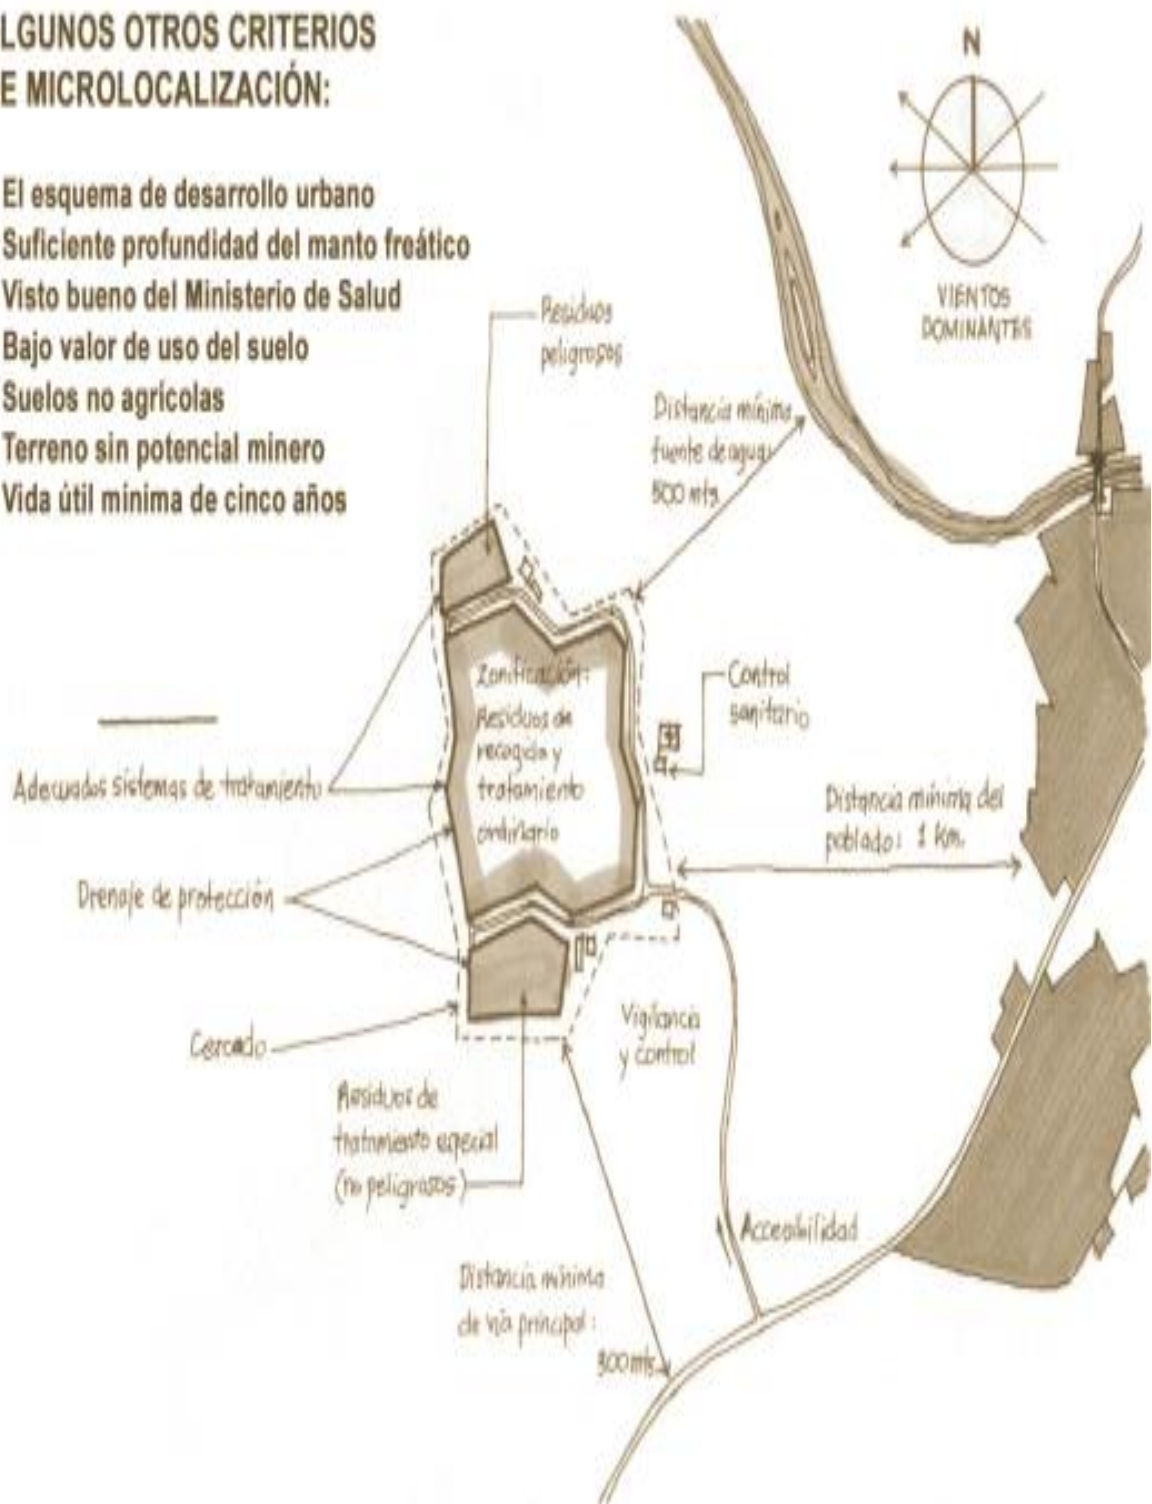 LGUNOS OTROS CRITERIOS
E MICROLOCALIZACIÓN:
El esquema de desarrollo urbano
Suficiente profundidad del manto freático
Visto bueno del Ministerio de Salud
Bajo valor de uso del suelo
Suelos no agrícolas
Terreno sin potencial minero
Vida útil mínima de cinco años
N
VIENTOS
DOMINANTES
Residuos
peligrosos
Distancia mínima
fuente de agua:
500 mts
Zonificación:
Residuos de
recogida y
tratamiento
ordinario
Control
sanitario
Adecuados sistemas de tratamiento
Distancia mínima del
poblado: 1 km.
Drenaje de protección
Cercado
Vigilancia
y control
Residuos de
tratamiento especial
(no peligrosos)
Accesibilidad
Distancia mínima
de vía principal:
300 mts